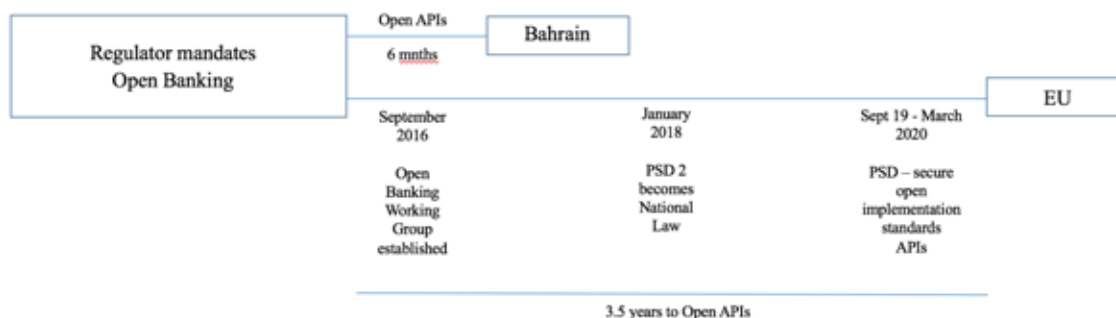 Regulator mandates
Open Banking
Open APIs
6 mnths
Bahrain
EU
September
2016
January
2018
Sept 19 - March
2020
Open
Banking
Working
Group
established
PSD 2
becomes
National
Law
PSD – secure
open
implementation
standards
APIs
3.5 years to Open APIs